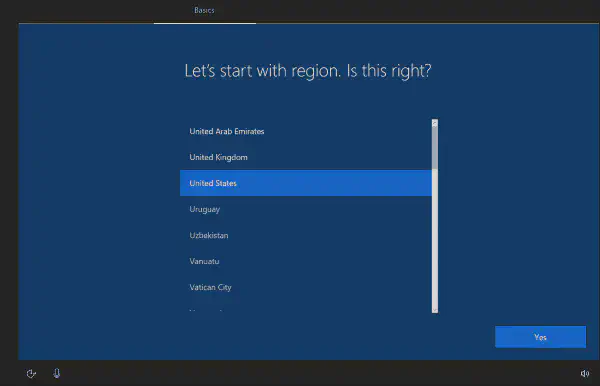 Basics
Let's start with region. Is this right?
United Arab Emirates
United Kingdom
United States
Uruguay
Uzbekistan
Vanuatu
Vatican City
Yes